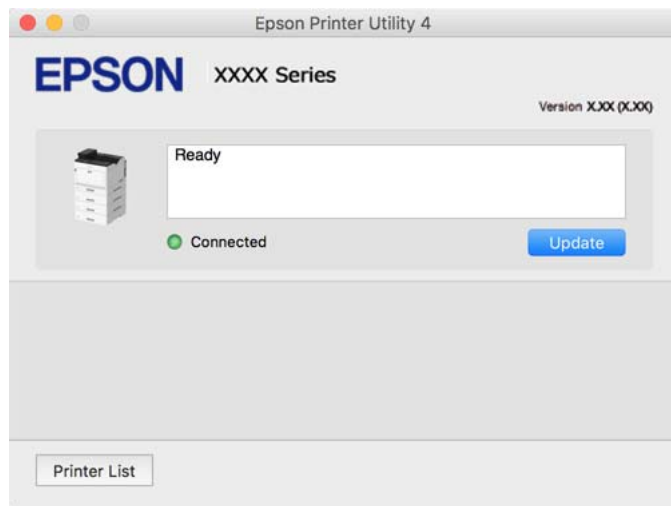 Epson Printer Utility 4
EPSON XXXX Series
Version X.XX (X.XX)
Ready
Connected
Update
Printer List